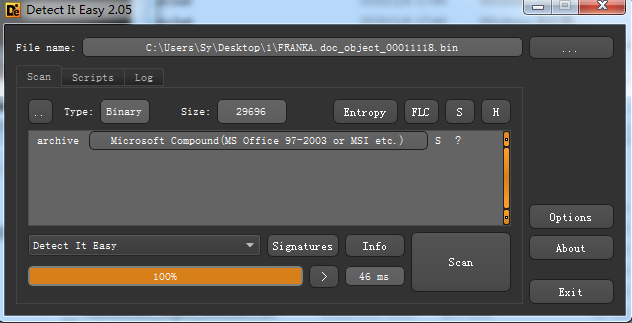 Detect It Easy 2.05
File name: C:\Users\Sy\Desktop\1\FRANKA.doc_object_00011118.bin ...
Scan Scripts Log
.. Type: Binary Size: 29696 Entropy FLC S H
archive Microsoft Compound(MS Office 97-2003 or MSI etc.) S ?
Options
Detect It Easy Signatures Info Scan About
100% > 46 ms
Exit